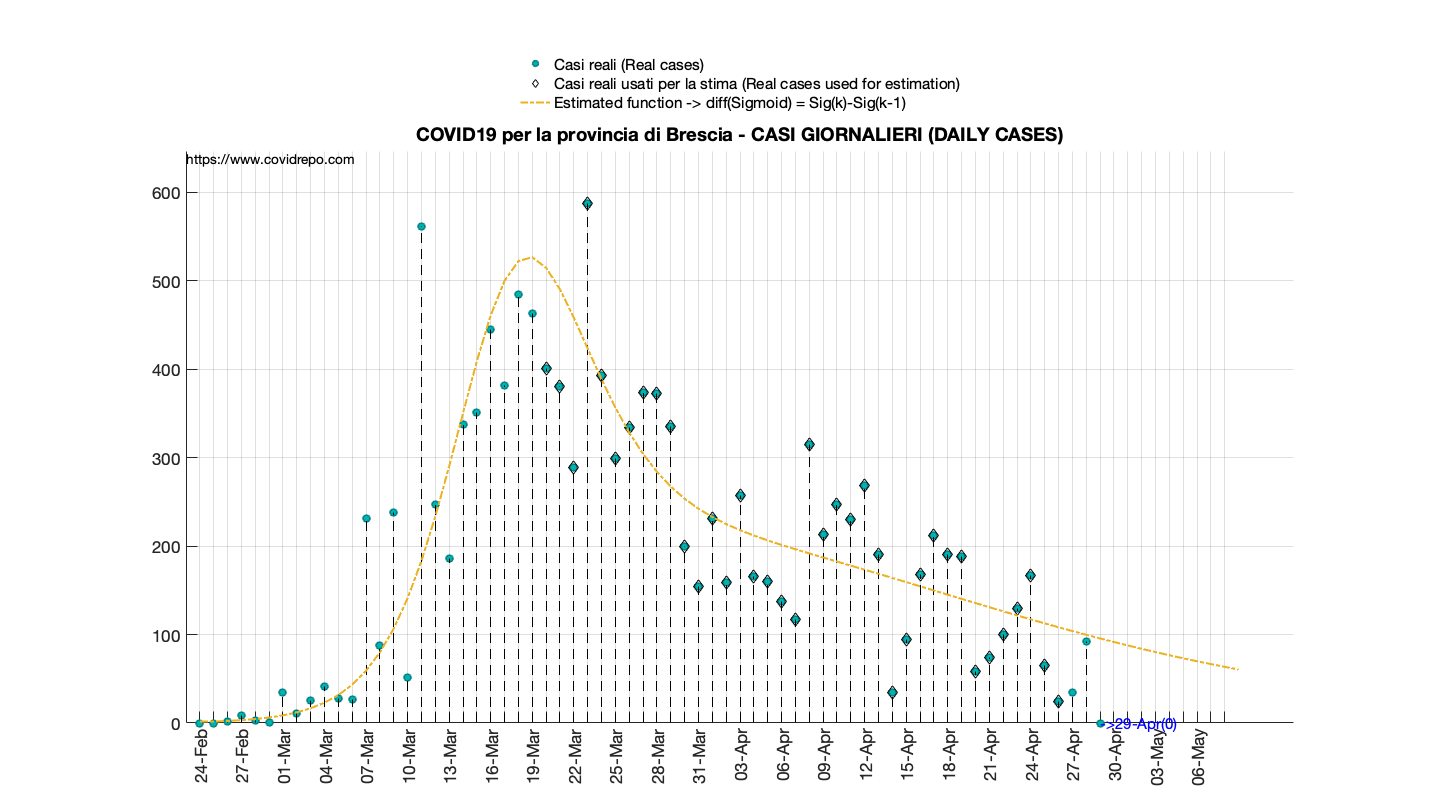 Casi reali (Real cases)
Casi reali usati per la stima (Real cases used for estimation)
Estimated function -> diff(Sigmoid) = Sig(k)-Sig(k-1)
COVID19 per la provincia di Brescia - CASI GIORNALIERI (DAILY CASES)
https://www.covidrepo.com
600
500
400
300
200
100
0
->29-Apr(0)
24-Feb
27-Feb
01-Mar
04-Mar
07-Mar
10-Mar
13-Mar
16-Mar
19-Mar
22-Mar
25-Mar
28-Mar
31-Mar
03-Apr
06-Apr
09-Apr
12-Apr
15-Apr
18-Apr
21-Apr
24-Apr
27-Apr
30-Apr
03-May
06-May